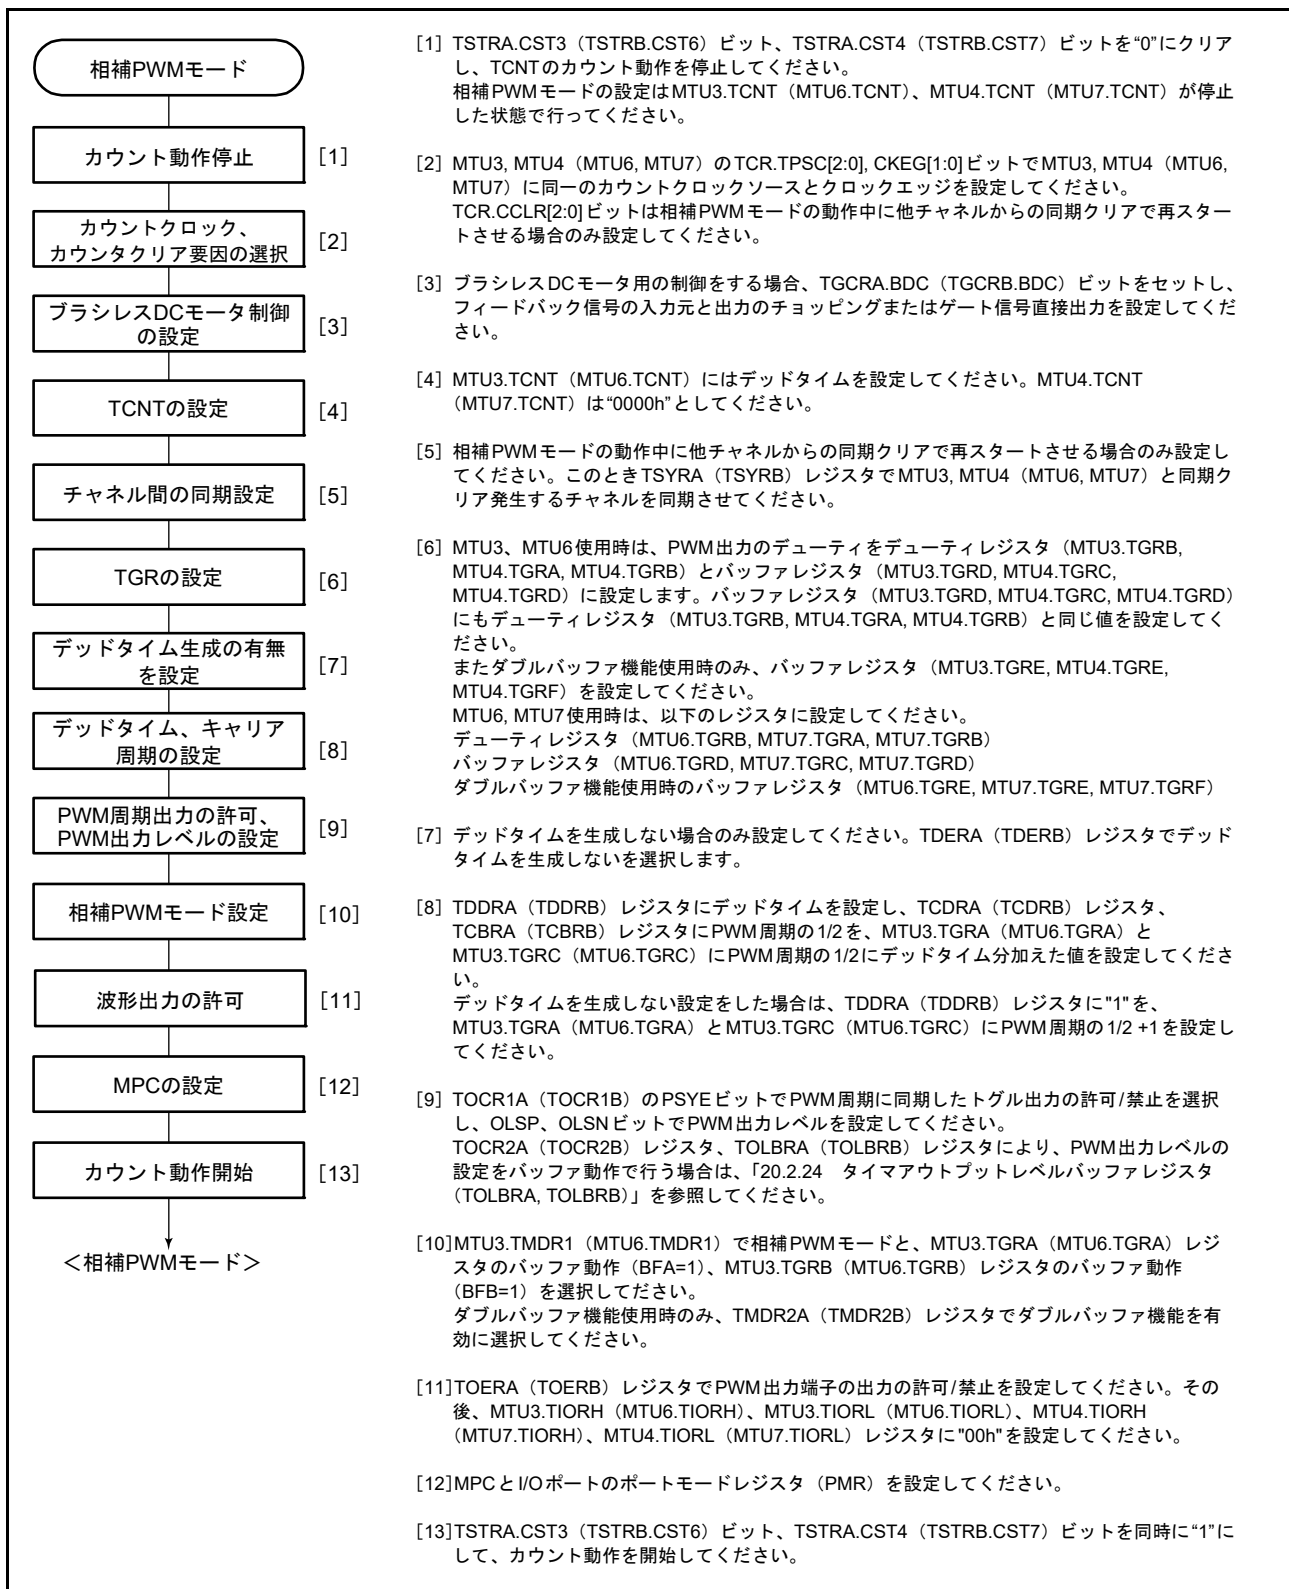 相補PWMモード
カウント動作停止
[1]
カウントクロック、
カウンタクリア要因の選択
[2]
ブラシレスDCモータ制御
の設定
[3]
TCNTの設定
[4]
チャネル間の同期設定
[5]
TGRの設定
[6]
デッドタイム生成の有無
を設定
[7]
デッドタイム、キャリア
周期の設定
[8]
PWM周期出力の許可、
PWM出力レベルの設定
[9]
相補PWMモード設定
[10]
波形出力の許可
[11]
MPCの設定
[12]
カウント動作開始
[13]
＜相補PWMモード＞
[1] TSTRA.CST3（TSTRB.CST6）ビット、TSTRA.CST4（TSTRB.CST7）ビットを“0”にクリア
し、TCNTのカウント動作を停止してください。
相補PWMモードの設定はMTU3.TCNT（MTU6.TCNT）、MTU4.TCNT（MTU7.TCNT）が停止
した状態で行ってください。
[2] MTU3, MTU4（MTU6, MTU7）のTCR.TPSC[2:0], CKEG[1:0]ビットでMTU3, MTU4（MTU6,
MTU7）に同一のカウントクロックソースとクロックエッジを設定してください。
TCR.CCLR[2:0]ビットは相補PWMモードの動作中に他チャネルからの同期クリアで再スター
トさせる場合のみ設定してください。
[3] ブラシレスDCモータ用の制御をする場合、TGCRA.BDC（TGCRB.BDC）ビットをセットし、
フィードバック信号の入力元と出力のチョッピングまたはゲート信号直接出力を設定してくだ
さい。
[4] MTU3.TCNT（MTU6.TCNT）にはデッドタイムを設定してください。MTU4.TCNT
（MTU7.TCNT）は“0000h”としてください。
[5] 相補PWMモードの動作中に他チャネルからの同期クリアで再スタートさせる場合のみ設定し
てください。このときTSYRA（TSYRB）レジスタでMTU3, MTU4（MTU6, MTU7）と同期ク
リア発生するチャネルを同期させてください。
[6] MTU3、MTU6使用時は、PWM出力のデューティをデューティレジスタ（MTU3.TGRB,
MTU4.TGRA, MTU4.TGRB）とバッファレジスタ（MTU3.TGRD, MTU4.TGRC,
MTU4.TGRD）に設定します。バッファレジスタ（MTU3.TGRD, MTU4.TGRC, MTU4.TGRD）
にもデューティレジスタ（MTU3.TGRB, MTU4.TGRA, MTU4.TGRB）と同じ値を設定してく
ださい。
またダブルバッファ機能使用時のみ、バッファレジスタ（MTU3.TGRE, MTU4.TGRE,
MTU4.TGRF）を設定してください。
MTU6, MTU7使用時は、以下のレジスタに設定してください。
デューティレジスタ（MTU6.TGRB, MTU7.TGRA, MTU7.TGRB）
バッファレジスタ（MTU6.TGRD, MTU7.TGRC, MTU7.TGRD）
ダブルバッファ機能使用時のバッファレジスタ（MTU6.TGRE, MTU7.TGRE, MTU7.TGRF）
[7] デッドタイムを生成しない場合のみ設定してください。TDERA（TDERB）レジスタでデッド
タイムを生成しないを選択します。
[8] TDDRA（TDDRB）レジスタにデッドタイムを設定し、TCDRA（TCDRB）レジスタ、
TCBRA（TCBRB）レジスタにPWM周期の1/2を、MTU3.TGRA（MTU6.TGRA）と
MTU3.TGRC（MTU6.TGRC）にPWM周期の1/2にデッドタイム分加えた値を設定してくださ
い。
デッドタイムを生成しない設定をした場合は、TDDRA（TDDRB）レジスタに"1"を、
MTU3.TGRA（MTU6.TGRA）とMTU3.TGRC（MTU6.TGRC）にPWM周期の1/2 +1を設定し
てください。
[9] TOCR1A（TOCR1B）のPSYEビットでPWM周期に同期したトグル出力の許可/禁止を選択
し、OLSP、OLSNビットでPWM出力レベルを設定してください。
TOCR2A（TOCR2B）レジスタ、TOLBRA（TOLBRB）レジスタにより、PWM出力レベルの
設定をバッファ動作で行う場合は、「20.2.24　タイマアウトプットレベルバッファレジスタ
（TOLBRA, TOLBRB）」を参照してください。
[10]MTU3.TMDR1（MTU6.TMDR1）で相補PWMモードと、MTU3.TGRA（MTU6.TGRA）レジ
スタのバッファ動作（BFA=1）、MTU3.TGRB（MTU6.TGRB）レジスタのバッファ動作
（BFB=1）を選択してださい。
ダブルバッファ機能使用時のみ、TMDR2A（TMDR2B）レジスタでダブルバッファ機能を有
効に選択してください。
[11]TOERA（TOERB）レジスタでPWM出力端子の出力の許可/禁止を設定してください。その
後、MTU3.TIORH（MTU6.TIORH）、MTU3.TIORL（MTU6.TIORL）、MTU4.TIORH
（MTU7.TIORH）、MTU4.TIORL（MTU7.TIORL）レジスタに"00h"を設定してください。
[12]MPCとI/Oポートのポートモードレジスタ（PMR）を設定してください。
[13]TSTRA.CST3（TSTRB.CST6）ビット、TSTRA.CST4（TSTRB.CST7）ビットを同時に“1”に
して、カウント動作を開始してください。